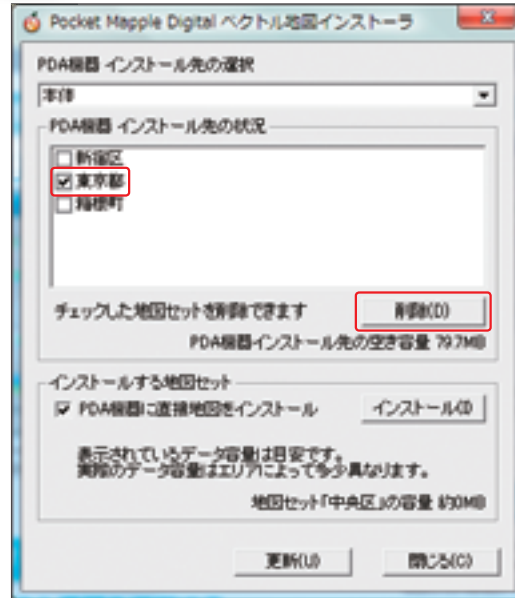 Pocket Mapple Digital ベクトル地図インストーラ
PDA機器 インストール先の選択
本体
PDA機器 インストール先の状況
新宿区
東京都
箱根町
チェックした地図セットを削除できます
削除(D)
PDA機器インストール先の空き容量 79.7MB
インストールする地図セット
PDA機器に直接地図をインストール
インストール(I)
表示されているデータ容量は目安です。
実際のデータ容量はエリアによって多少異なります。
地図セット「中央区」の容量 約0MB
更新(U)
閉じる(C)